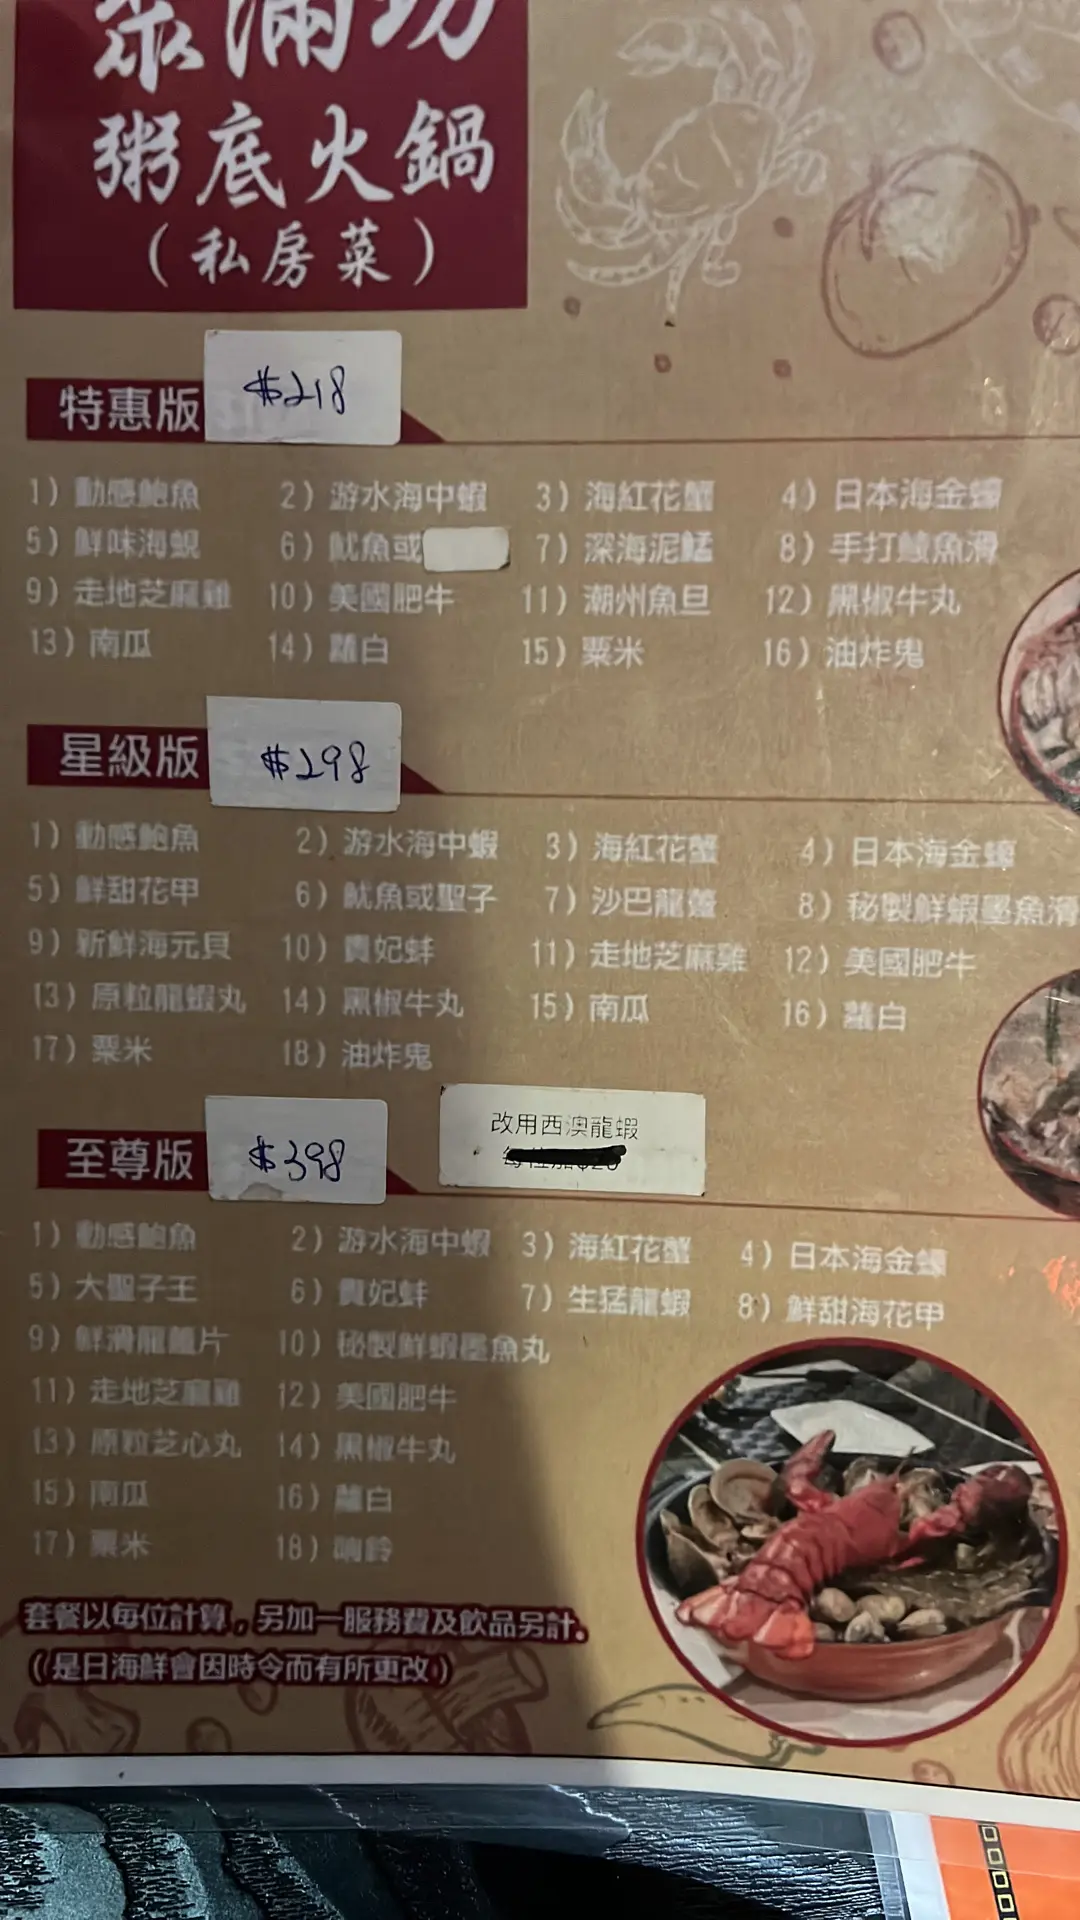 滿坊
粥底火鍋
(私房菜)
特惠版 $218
1) 動感鮑魚 2) 游水海中蝦 3) 海紅花蟹 4) 日本海金蠔
5) 鮮味海蜆 6) 魷魚或 7) 深海泥鯭 8) 手打鯪魚滑
9) 走地芝麻雞 10) 美國肥牛 11) 潮州魚旦 12) 黑椒牛丸
13) 南瓜 14) 蘿白 15) 粟米 16) 油炸鬼
星級版 $298
1) 動感鮑魚 2) 游水海中蝦 3) 海紅花蟹 4) 日本海金蠔
5) 鮮甜花甲 6) 魷魚或聖子 7) 沙巴龍躉 8) 秘製鮮蝦墨魚滑
9) 新鮮海元貝 10) 貴妃蚌 11) 走地芝麻雞 12) 美國肥牛
13) 原粒龍蝦丸 14) 黑椒牛丸 15) 南瓜 16) 蘿白
17) 粟米 18) 油炸鬼
至尊版 $398 改用西澳龍蝦
1) 動感鮑魚 2) 游水海中蝦 3) 海紅花蟹 4) 日本海金蠔
5) 大聖子王 6) 貴妃蚌 7) 生猛龍蝦 8) 鮮甜海花甲
9) 鮮滑龍躉片 10) 秘製鮮蝦墨魚丸
11) 走地芝麻雞 12) 美國肥牛
13) 原粒芝心丸 14) 黑椒牛丸
15) 南瓜 16) 蘿白
17) 粟米 18) 响鈴
套餐以每位計算，另加一服務費及飲品另計。
(是日海鮮會因時令而有所更改)